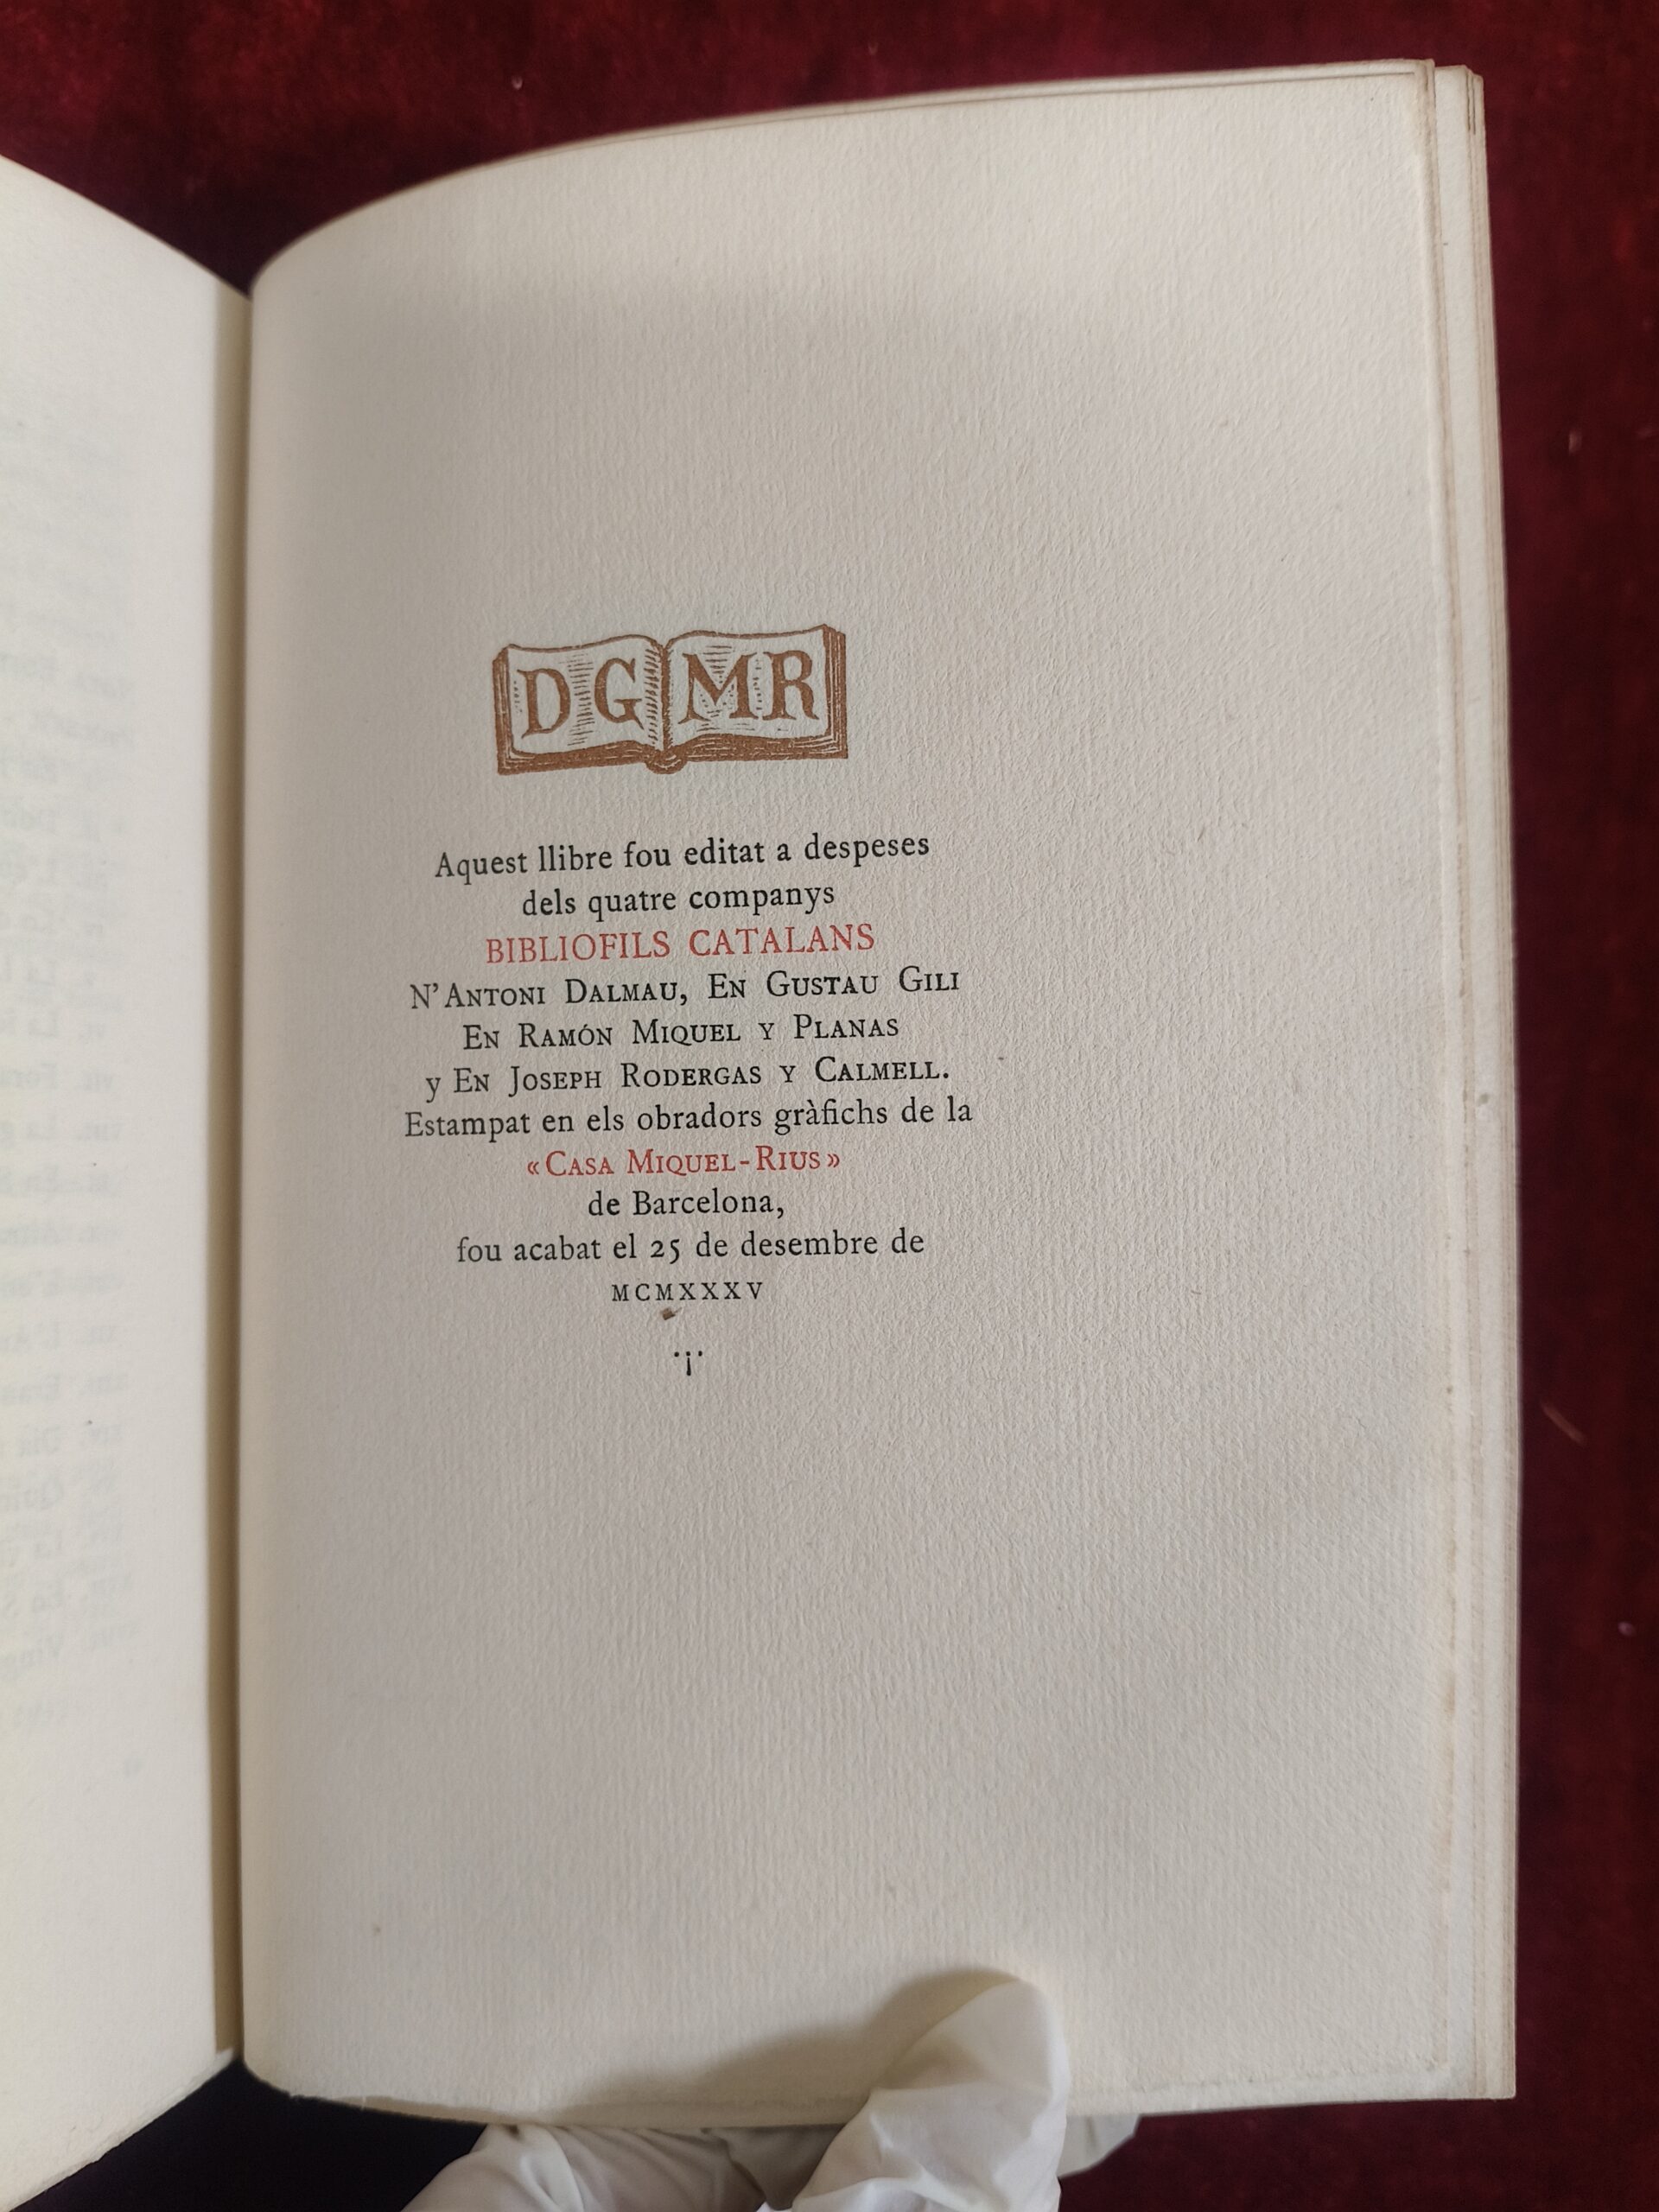 DG MR
Aquest llibre fou editat a despeses
dels quatre companys
BIBLIOFILS CATALANS
N'ANTONI DALMAU, EN GUSTAU GILI
EN RAMÓN MIQUEL Y PLANAS
y EN JOSEPH RODERGAS Y CALMELL.
Estampat en els obradors gràfichs de la
«CASA MIQUEL-RIUS»
de Barcelona,
fou acabat el 25 de desembre de
MCMXXXV